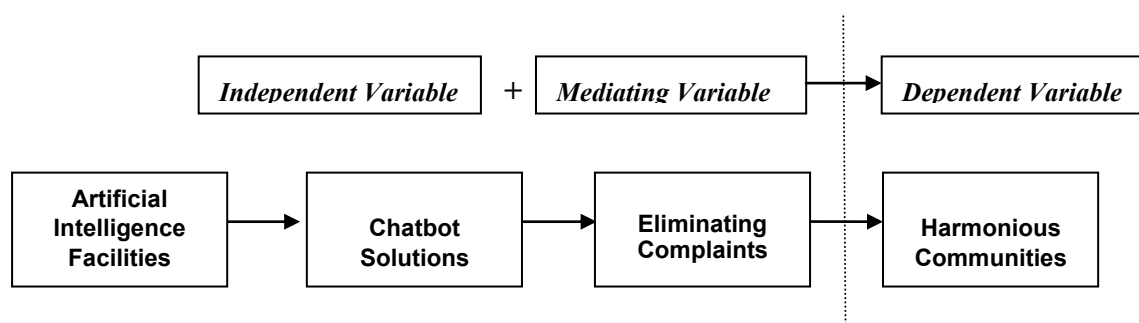 Independent Variable + Mediating Variable Dependent Variable
Artificial
Intelligence
Facilities
Chatbot
Solutions
Eliminating
Complaints
Harmonious
Communities